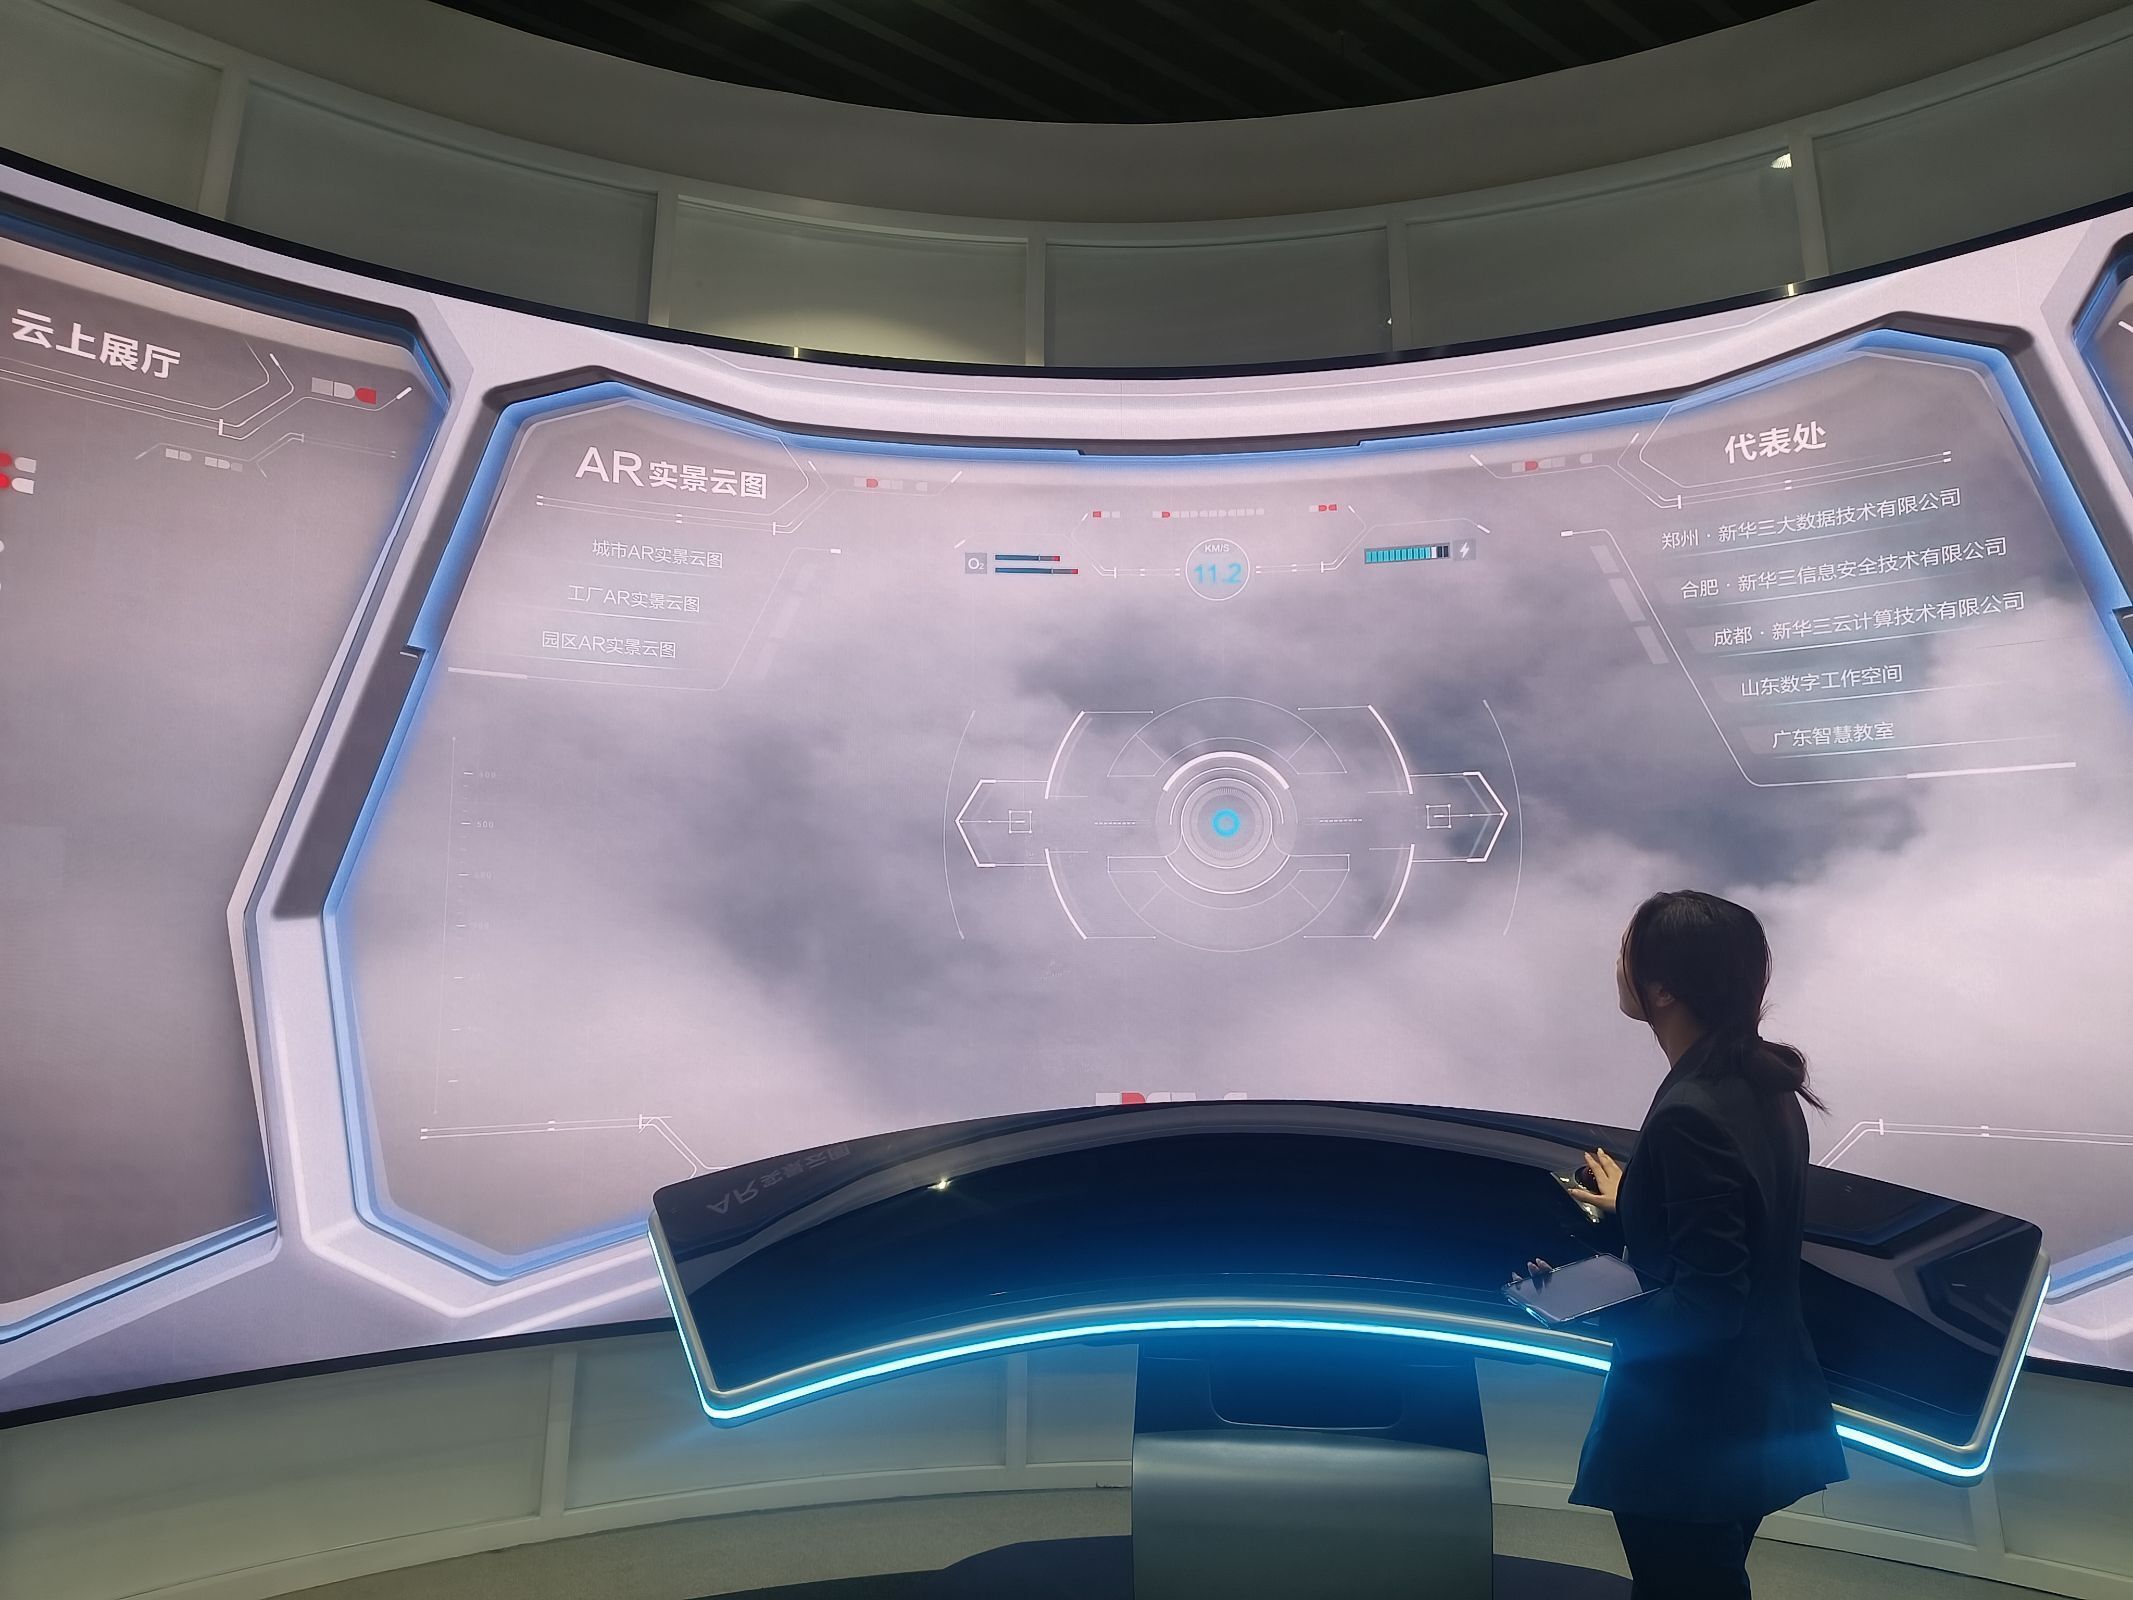 云上展厅
AR实景云图
城市AR实景云图
工厂AR实景云图
园区AR实景云图
O₂
KM/S
11.2
代表处
郑州·新华三大数据技术有限公司
合肥·新华三信息安全技术有限公司
成都·新华三云计算技术有限公司
山东数字工作空间
广东智慧教室
400
500
600